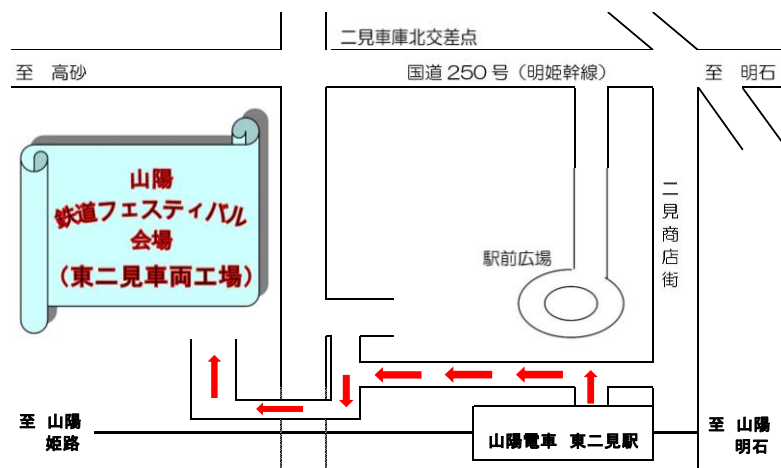 二見車庫北交差点
至 高砂
国道250号（明姫幹線）
至 明石
山陽
鉄道フェスティバル
会場
（東二見車両工場）
二見商店街
駅前広場
至 山陽
姫路
山陽電車 東二見駅
至 山陽
明石